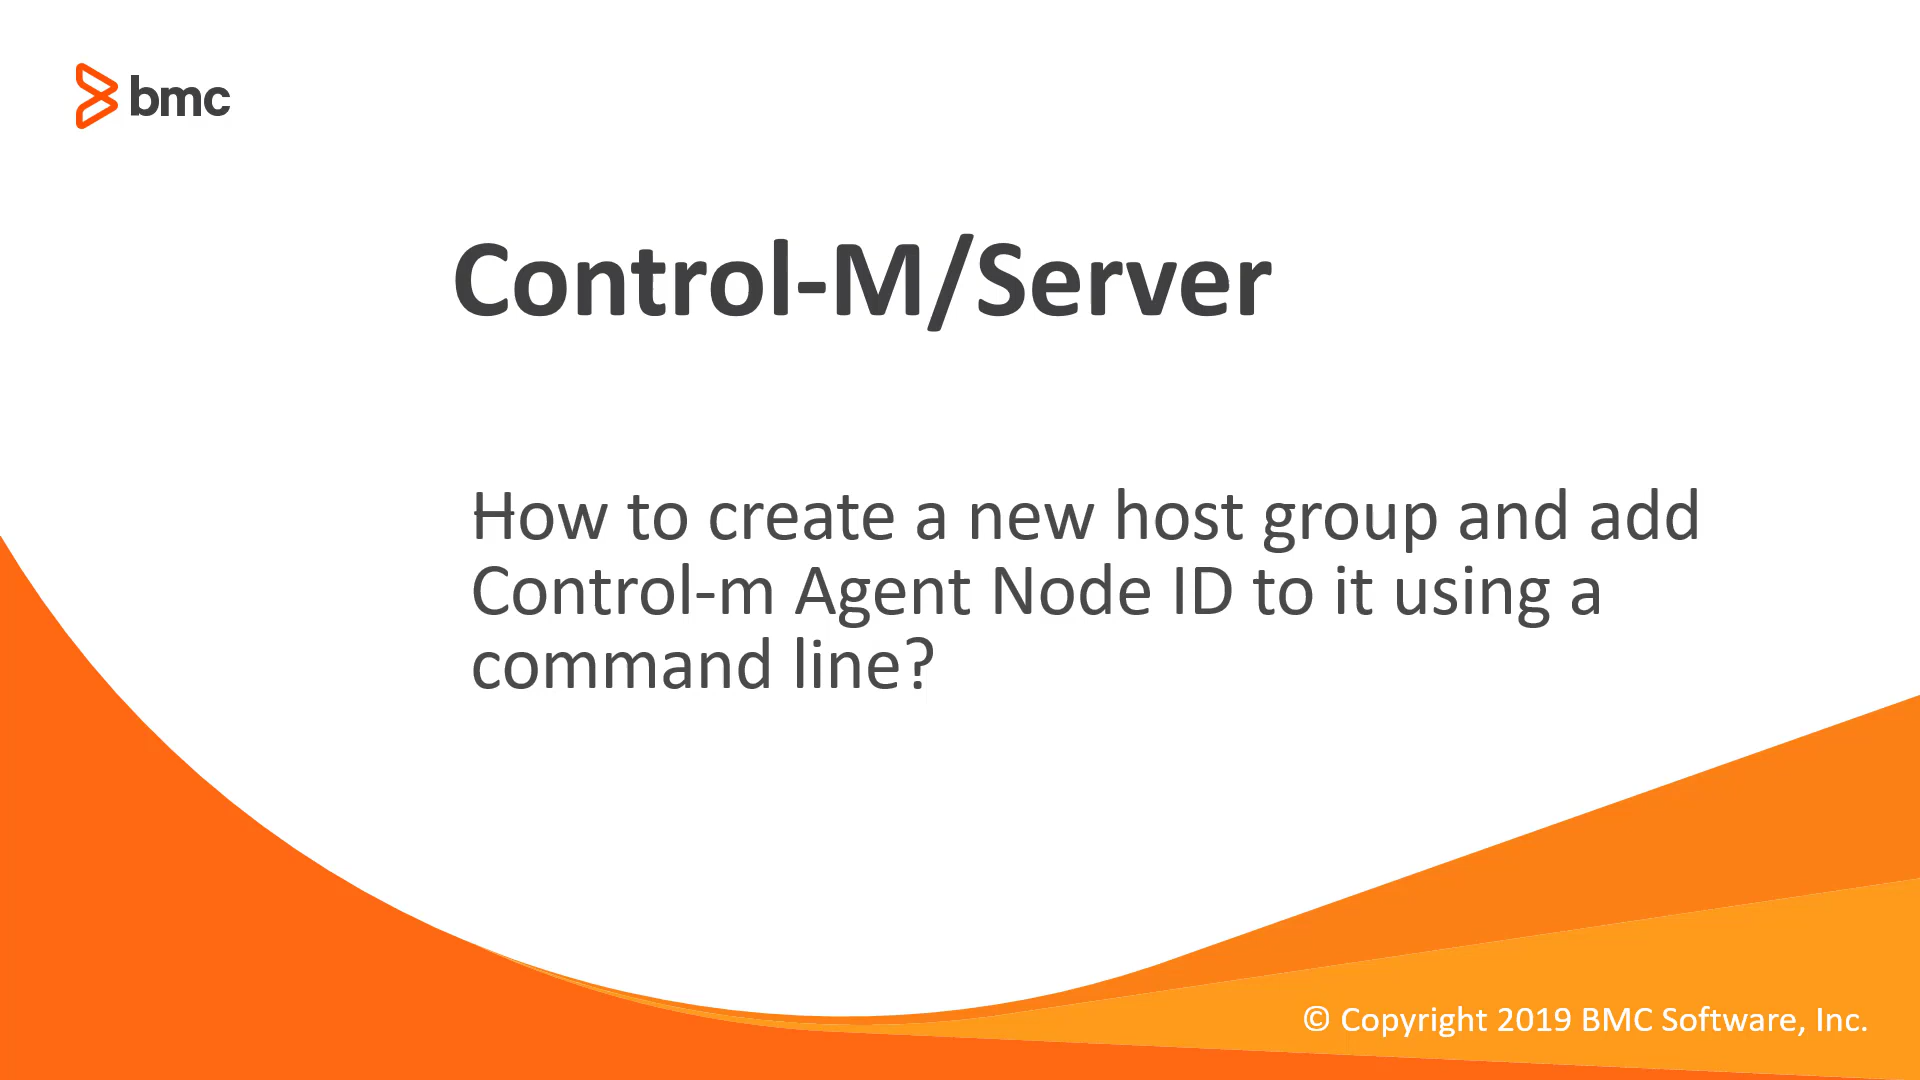 bmc
Control-M/Server
How to create a new host group and add
Control-m Agent Node ID to it using a
command line?
© Copyright 2019 BMC Software, Inc.